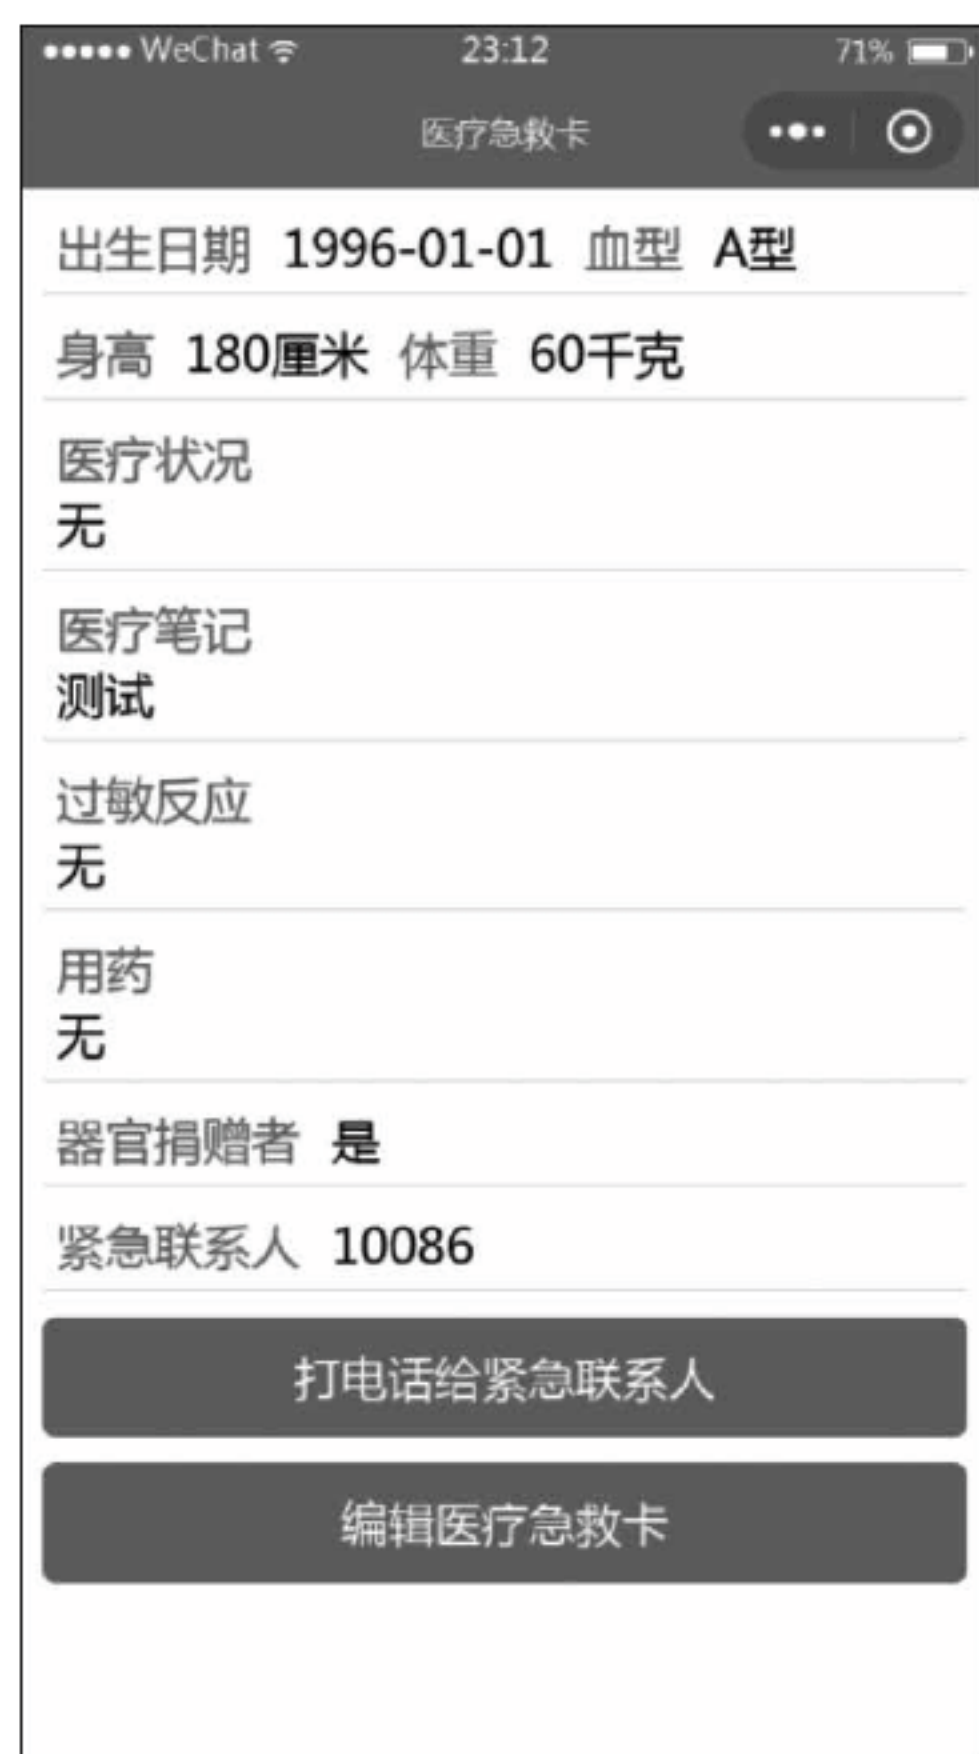 WeChat 23:12 71%
医疗急救卡
出生日期 1996-01-01 血型 A型
身高 180厘米 体重 60千克
医疗状况
无
医疗笔记
测试
过敏反应
无
用药
无
器官捐赠者 是
紧急联系人 10086
打电话给紧急联系人
编辑医疗急救卡